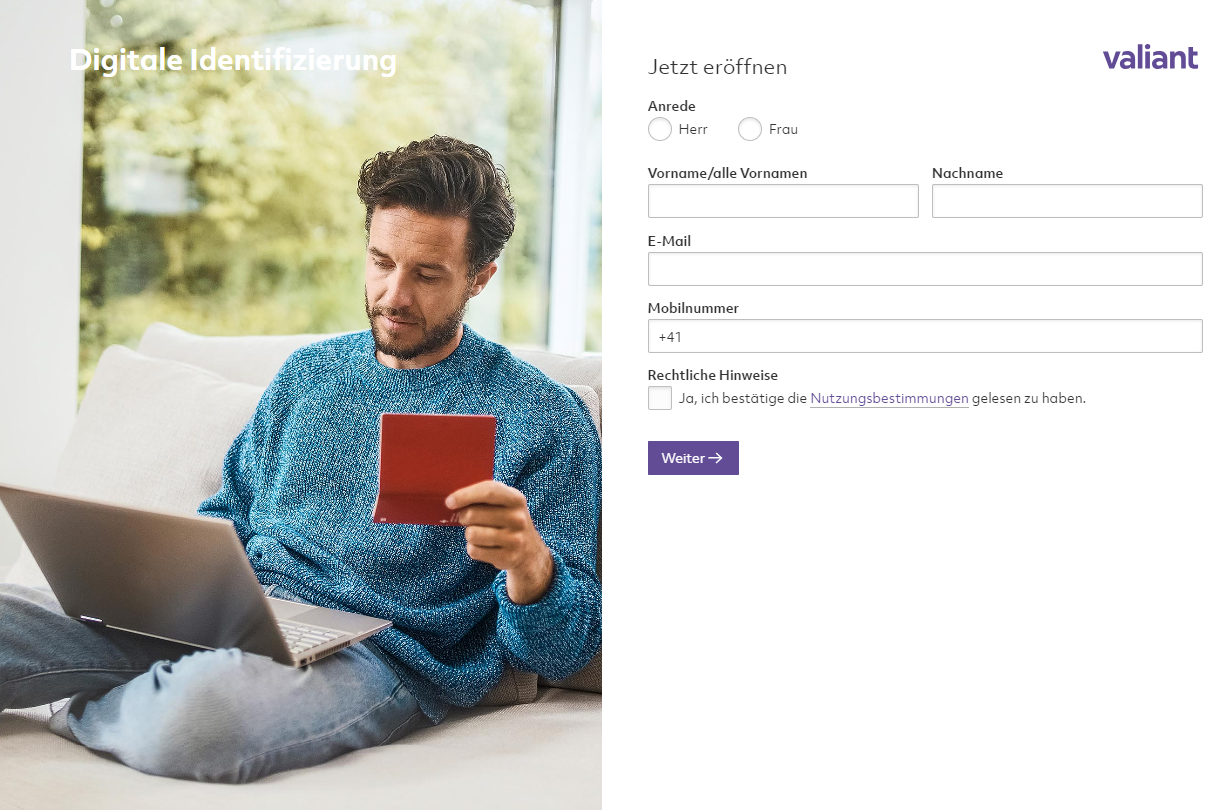 Digitale Identifizierung
valiant
Jetzt eröffnen
Anrede
Herr Frau
Vorname/alle Vornamen Nachname
E-Mail
Mobilnummer
+41
Rechtliche Hinweise
Ja, ich bestätige die Nutzungsbestimmungen gelesen zu haben.
Weiter →